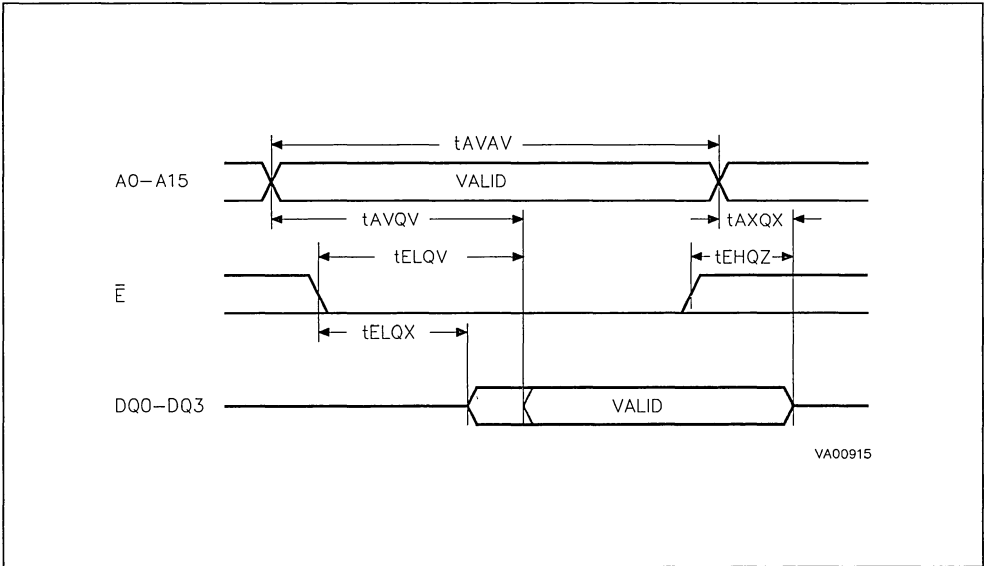 tAVAV
A0-A15
VALID
tAVQV
tAXQX
tELQV
tEHQZ
E̅
tELQX
DQ0-DQ3
VALID
VA00915